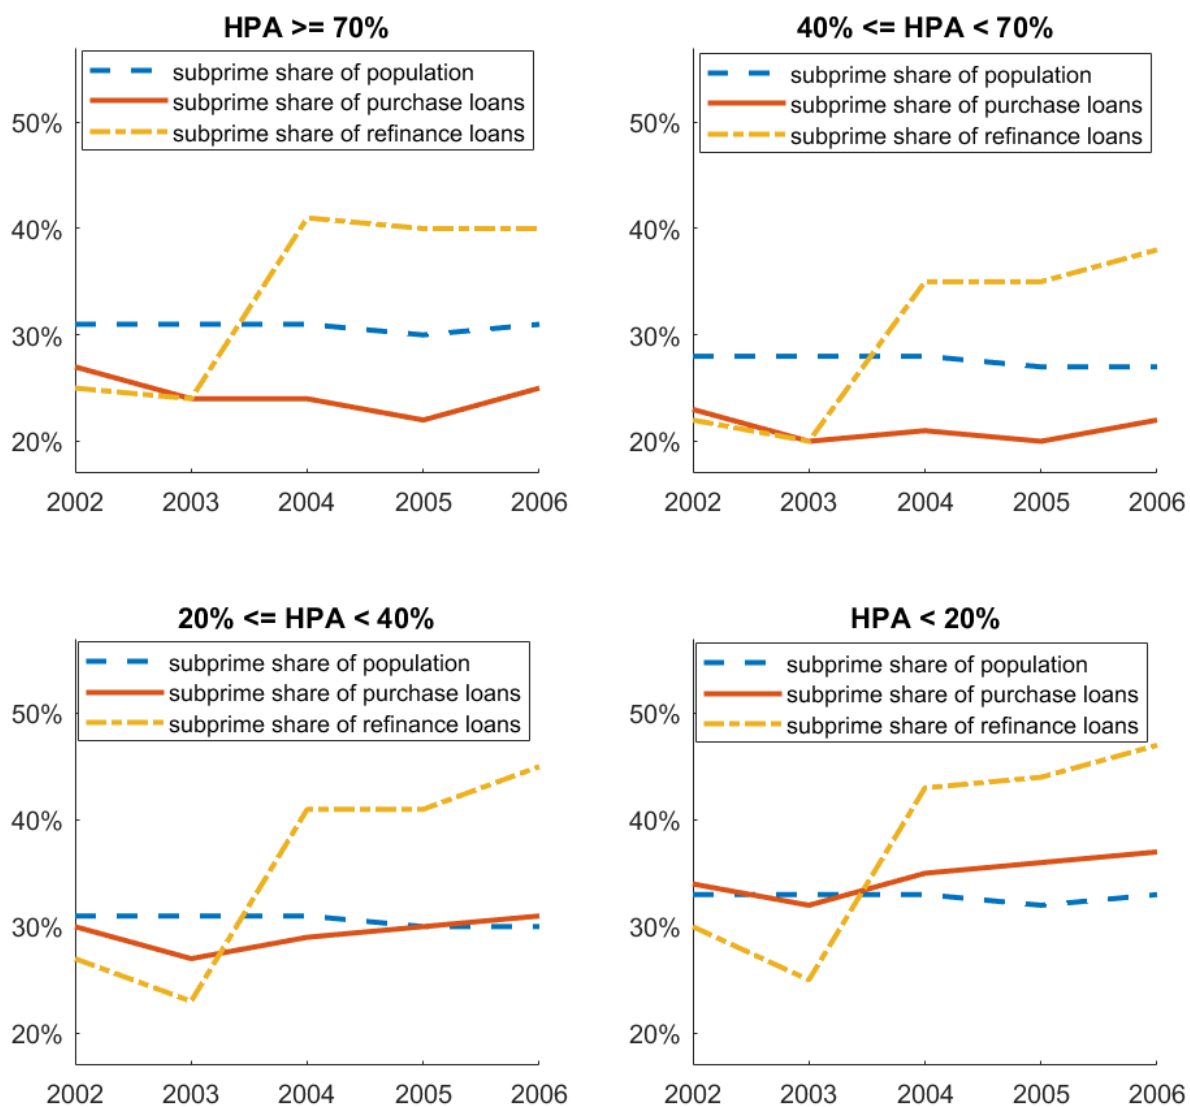 HPA >= 70%
subprime share of population
subprime share of purchase loans
subprime share of refinance loans
50%
40%
30%
20%
2002 2003 2004 2005 2006
40% <= HPA < 70%
subprime share of population
subprime share of purchase loans
subprime share of refinance loans
50%
40%
30%
20%
2002 2003 2004 2005 2006
20% <= HPA < 40%
subprime share of population
subprime share of purchase loans
subprime share of refinance loans
50%
40%
30%
20%
2002 2003 2004 2005 2006
HPA < 20%
subprime share of population
subprime share of purchase loans
subprime share of refinance loans
50%
40%
30%
20%
2002 2003 2004 2005 2006